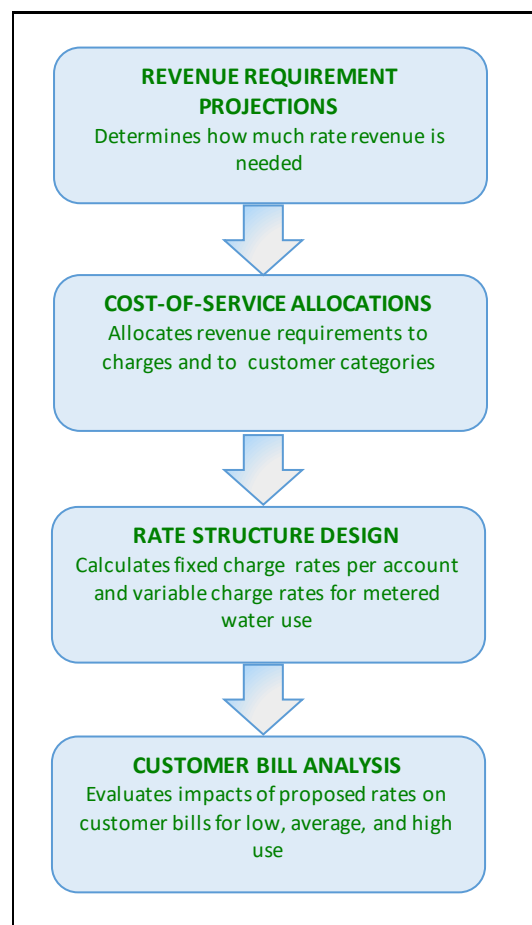 REVENUE REQUIREMENT
PROJECTIONS
Determines how much rate revenue is
needed
COST-OF-SERVICE ALLOCATIONS
Allocates revenue requirements to
charges and to customer categories
RATE STRUCTURE DESIGN
Calculates fixed charge rates per account
and variable charge rates for metered
water use
CUSTOMER BILL ANALYSIS
Evaluates impacts of proposed rates on
customer bills for low, average, and high
use